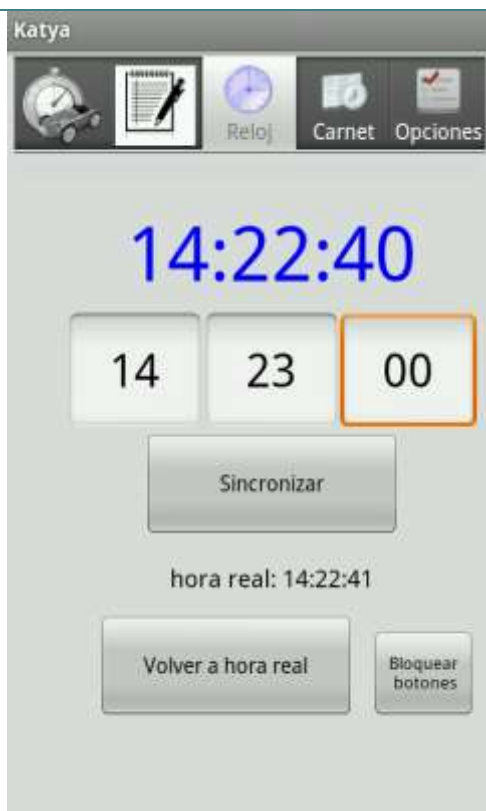 Katya
Reloj
Carnet
Opciones
14:22:40
14
23
00
Sincronizar
hora real: 14:22:41
Volver a hora real
Bloquear
botones